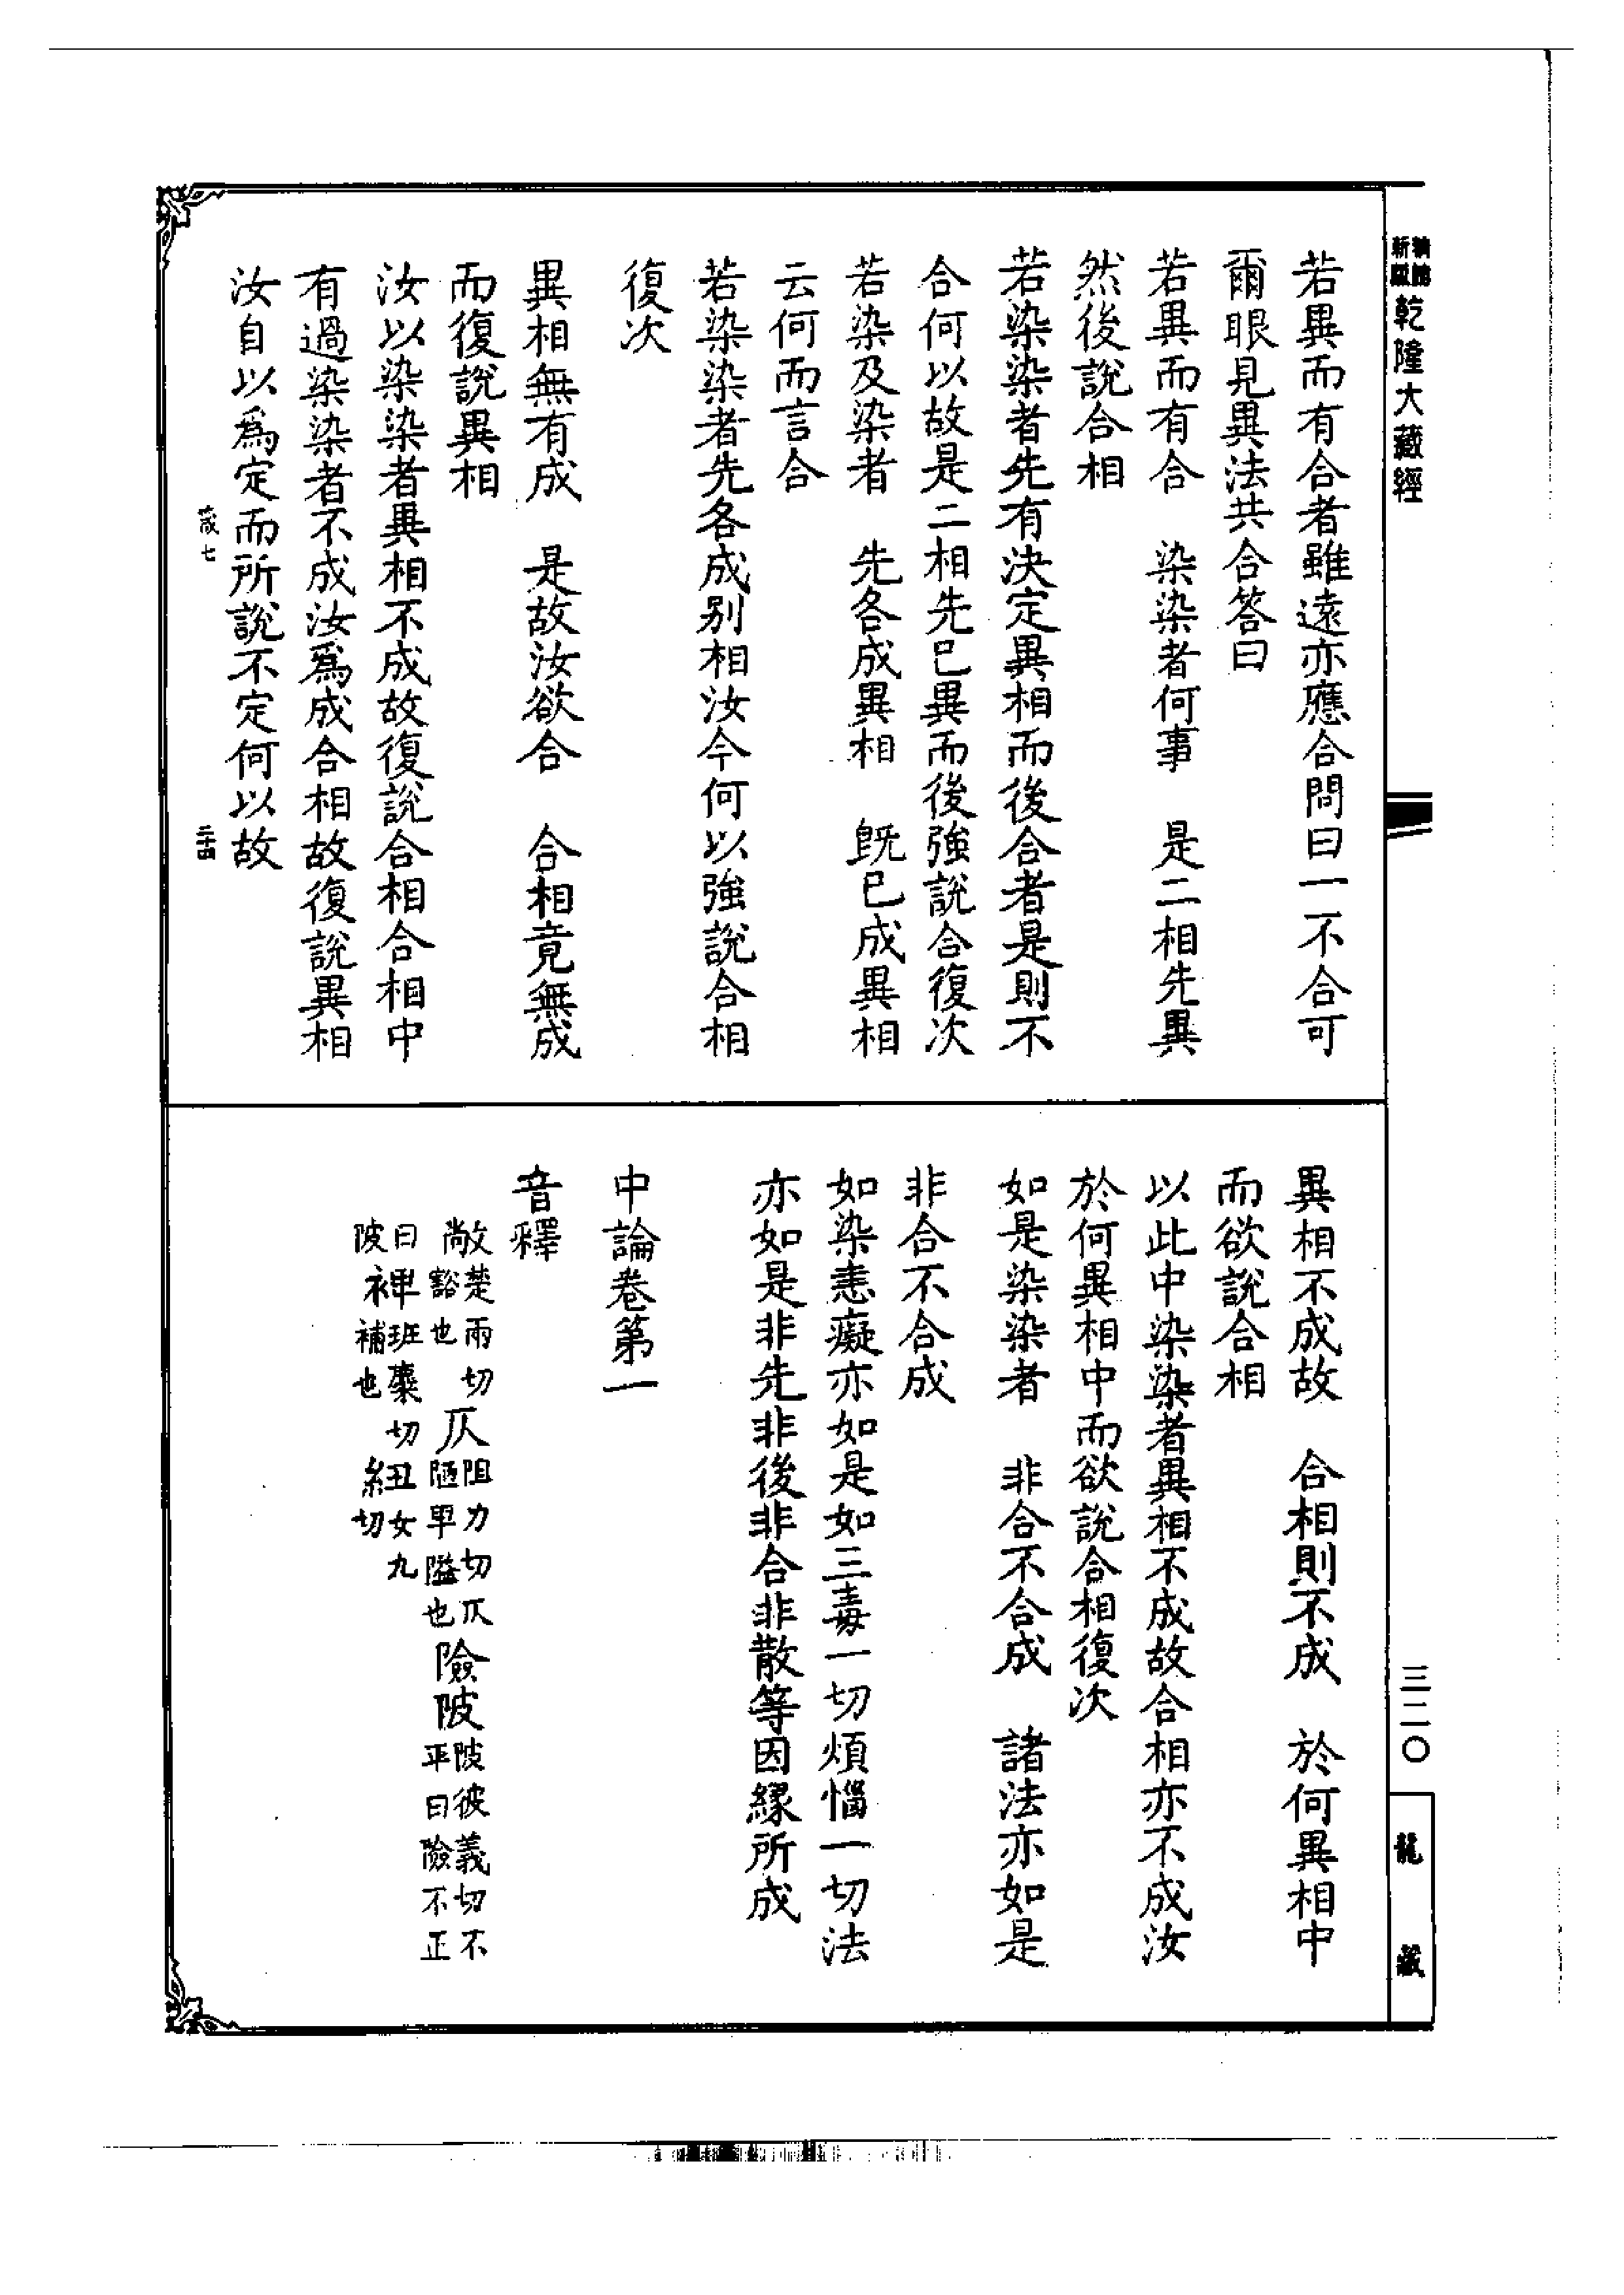 新纂縮 乾隆大藏經
若異而有合者雖遠亦應合問曰一不合可
爾眼見異法共合答曰
若異而有合　染染者何事　是二相先異
然後說合相
若染染者先有決定異相而後合者是則不
合何以故是二相先已異而後強說合復次
若染及染者　先各成異相　既已成異相
云何而言合
若染染者先各成別相汝今何以強說合相
復次
異相無有成　是故汝欲合　合相竟無成
而復說異相
汝以染染者異相不成故復說合相合相中
有過染染者不成汝為成合相故復說異相
汝自以為定而所說不定何以故
異相不成故　合相則不成　於何異相中
而欲說合相
以此中染染者異相不成故合相亦不成汝
於何異相中而欲說合相復次
如是染染者　非合不合成　諸法亦如是
非合不合成
如染恚癡亦如是如三毒一切煩惱一切法
亦如是非先非後非合非散等因緣所成
中論卷第一
音釋
敞楚兩切尚豁也仄阻力切仄陋卑隘也險陂陂彼義切不平曰險不正
曰陂裨班麋切補也紐丑女九切
三二〇
龍藏